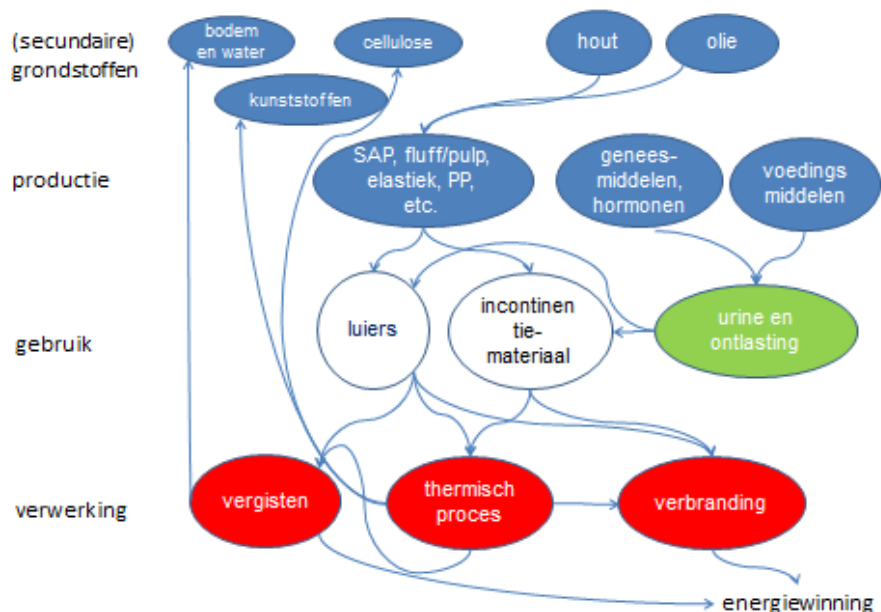 (secundaire)
grondstoffen
bodem
en water
cellulose
hout
olie
kunststoffen
productie
SAP, fluff/pulp,
elastiek, PP,
etc.
genees-
middelen,
hormonen
voedings
middelen
gebruik
luiers
incontinen
tie-
materiaal
urine en
ontlasting
verwerking
vergisten
thermisch
proces
verbranding
energiewinning